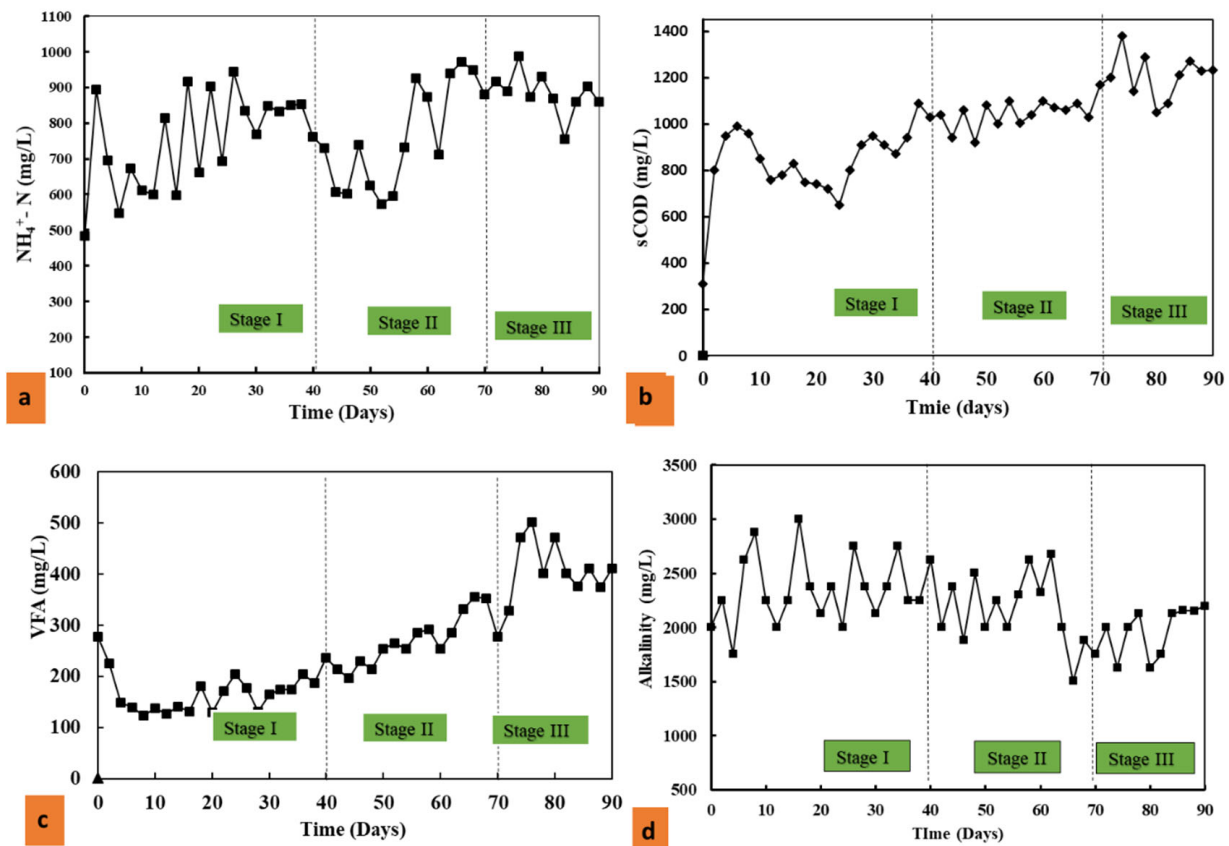 1100
1000
900
800
700
600
500
400
300
200
100
NH₄⁺- N (mg/L)
0 10 20 30 40 50 60 70 80 90
Time (Days)
Stage I
Stage II
Stage III
a
1400
1200
1000
800
600
400
200
0
sCOD (mg/L)
0 10 20 30 40 50 60 70 80 90
Tmie (days)
Stage I
Stage II
Stage III
b
600
500
400
300
200
100
0
VFA (mg/L)
0 10 20 30 40 50 60 70 80 90
Time (Days)
Stage I
Stage II
Stage III
c
3500
3000
2500
2000
1500
1000
500
Alkalinity (mg/L)
0 10 20 30 40 50 60 70 80 90
TIme (Days)
Stage I
Stage II
Stage III
d